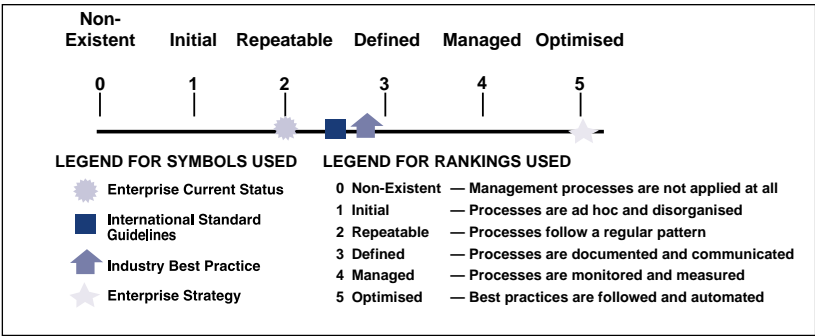 Non-
Existent Initial Repeatable Defined Managed Optimised
0 1 2 3 4 5
LEGEND FOR SYMBOLS USED
Enterprise Current Status
International Standard
Guidelines
Industry Best Practice
Enterprise Strategy
LEGEND FOR RANKINGS USED
0 Non-Existent — Management processes are not applied at all
1 Initial — Processes are ad hoc and disorganised
2 Repeatable — Processes follow a regular pattern
3 Defined — Processes are documented and communicated
4 Managed — Processes are monitored and measured
5 Optimised — Best practices are followed and automated